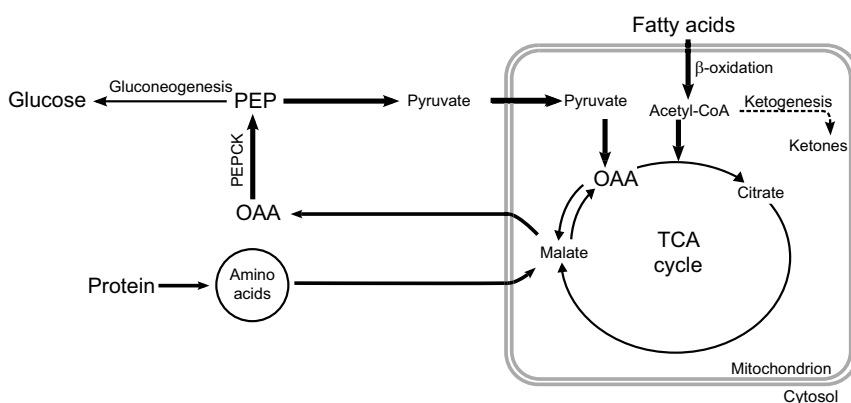 Fatty acids
β-oxidation
Glucose
Gluconeogenesis
PEP
Pyruvate
Pyruvate
Acetyl-CoA
Ketogenesis
Ketones
PEPCK
OAA
Citrate
OAA
Malate
TCA
cycle
Protein
Amino
acids
Mitochondrion
Cytosol